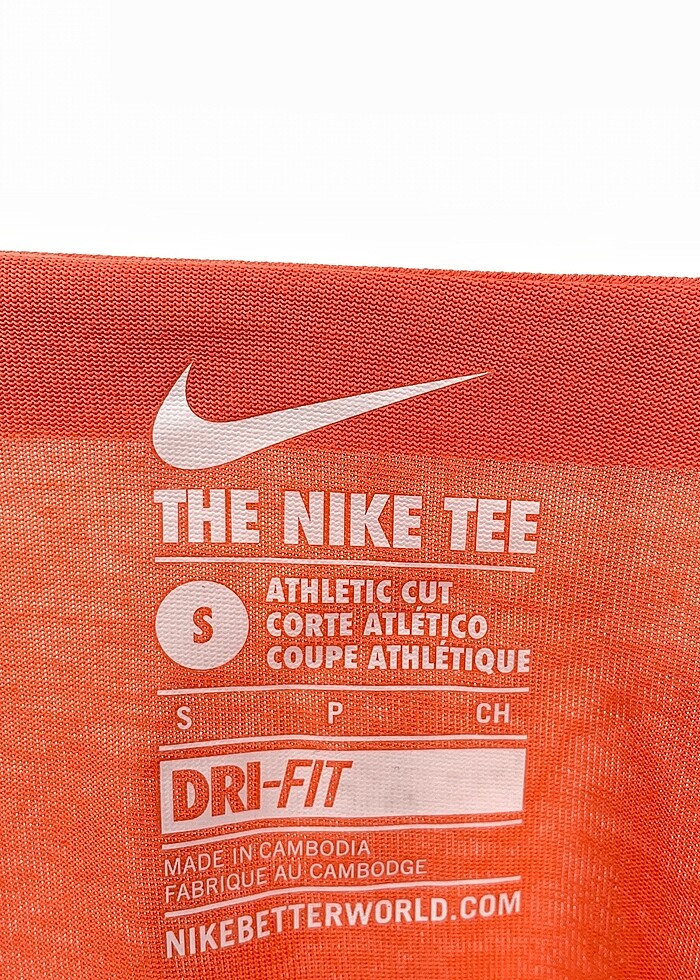 THE NIKE TEE
S
ATHLETIC CUT
CORTE ATLÉTICO
COUPE ATHLÉTIQUE
S P CH
DRI-FIT
MADE IN CAMBODIA
FABRIQUE AU CAMBODGE
NIKEBETTERWORLD.COM